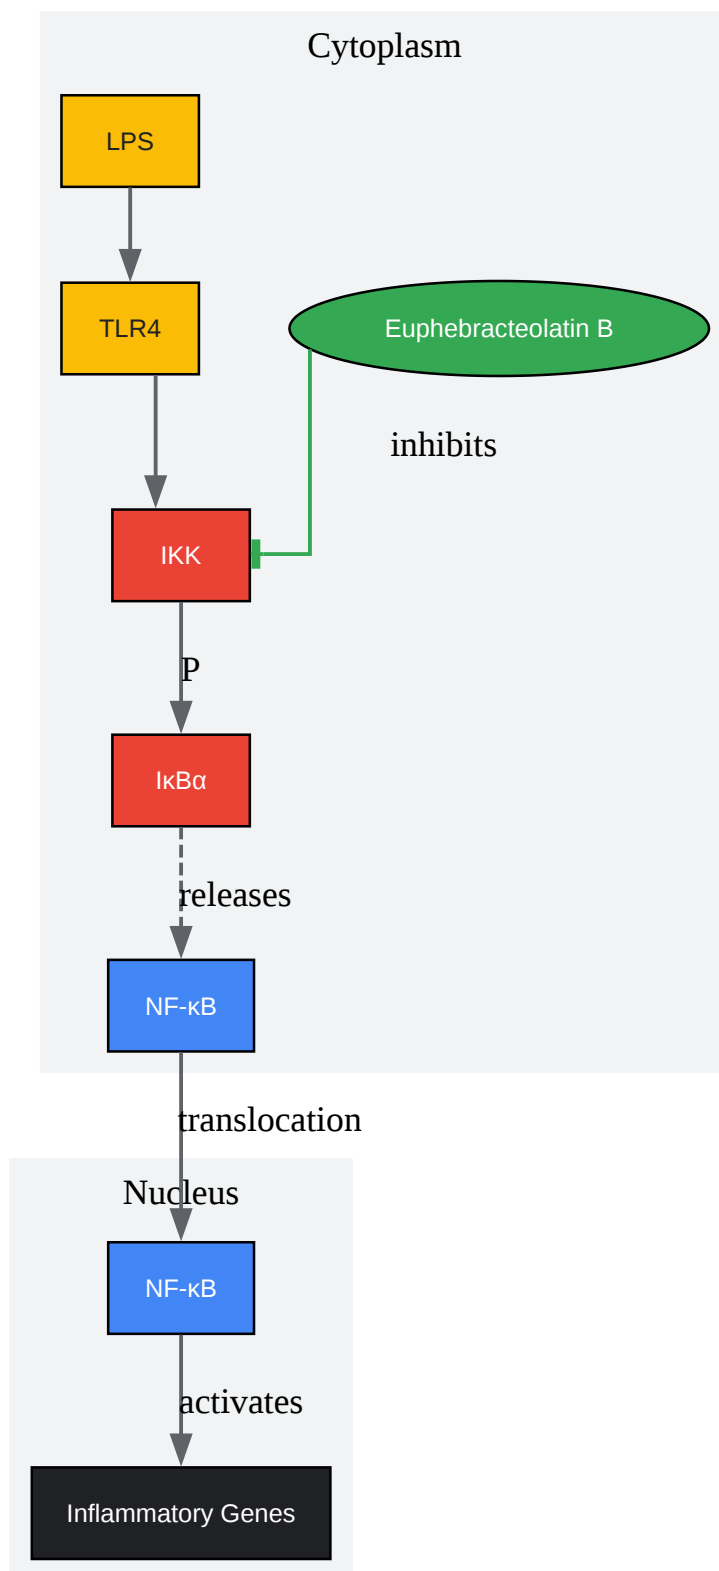 Cytoplasm
LPS
TLR4
Euphebracteolatin B
inhibits
IKK
P
IκBα
releases
NF-κB
translocation
Nucleus
NF-κB
activates
Inflammatory Genes